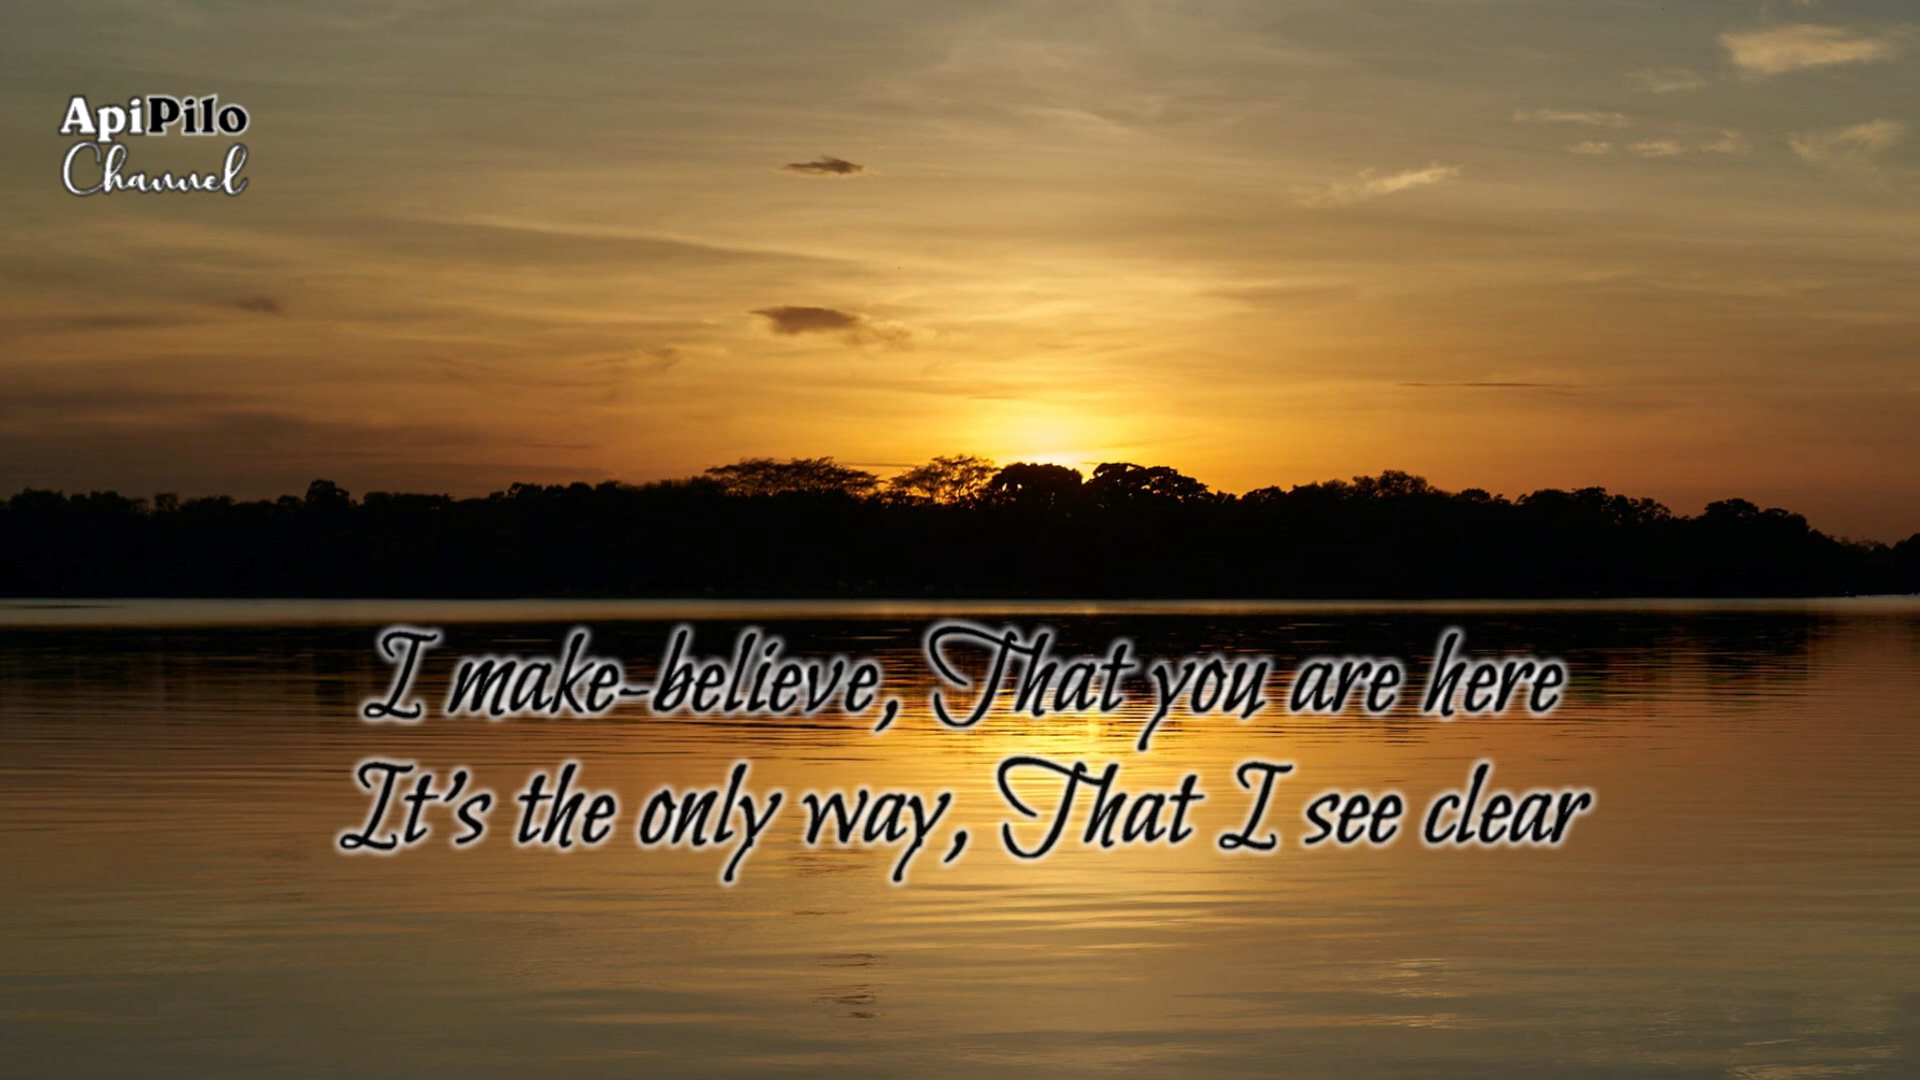 ApiPilo
Channel
I make-believe, That you are here
It's the only way, That I see clear